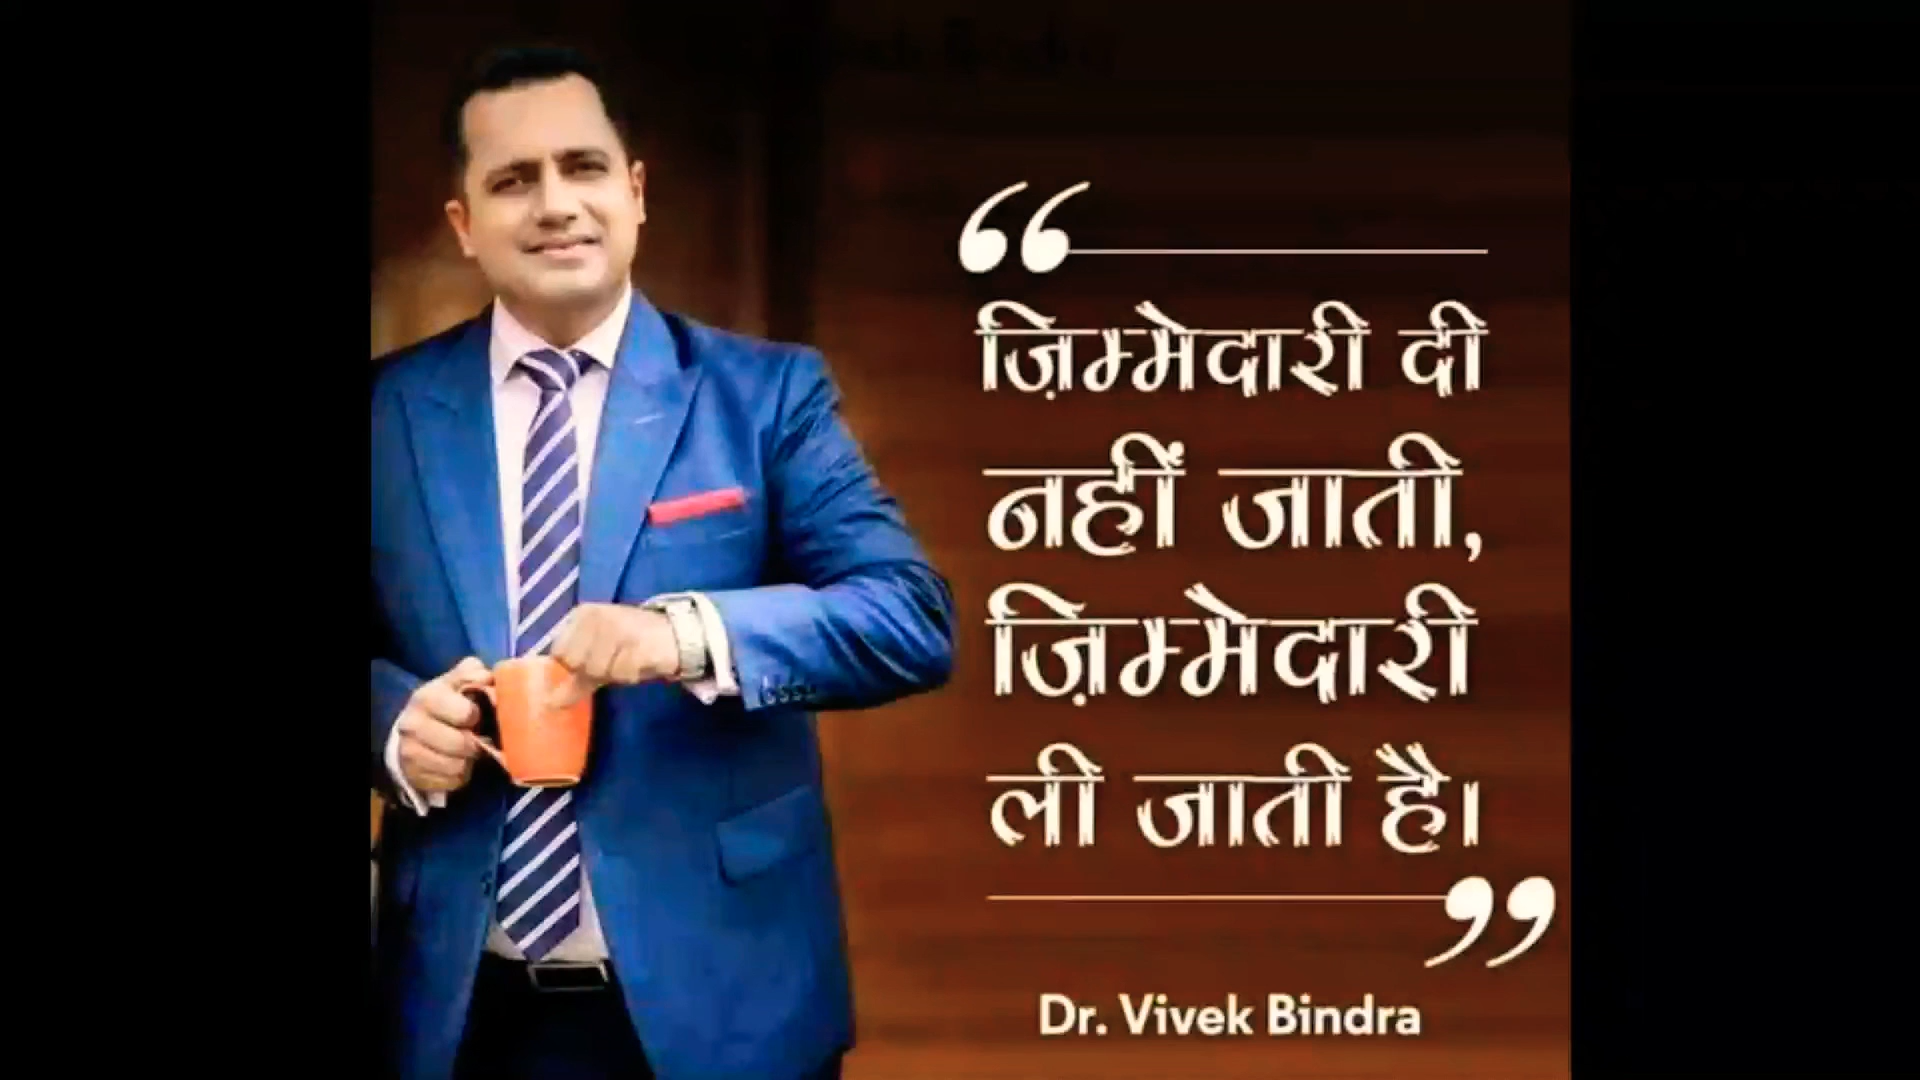 ज़िम्मेदारी दी
नहीं जाती,
ज़िम्मेदारी
ली जाती है।
Dr. Vivek Bindra